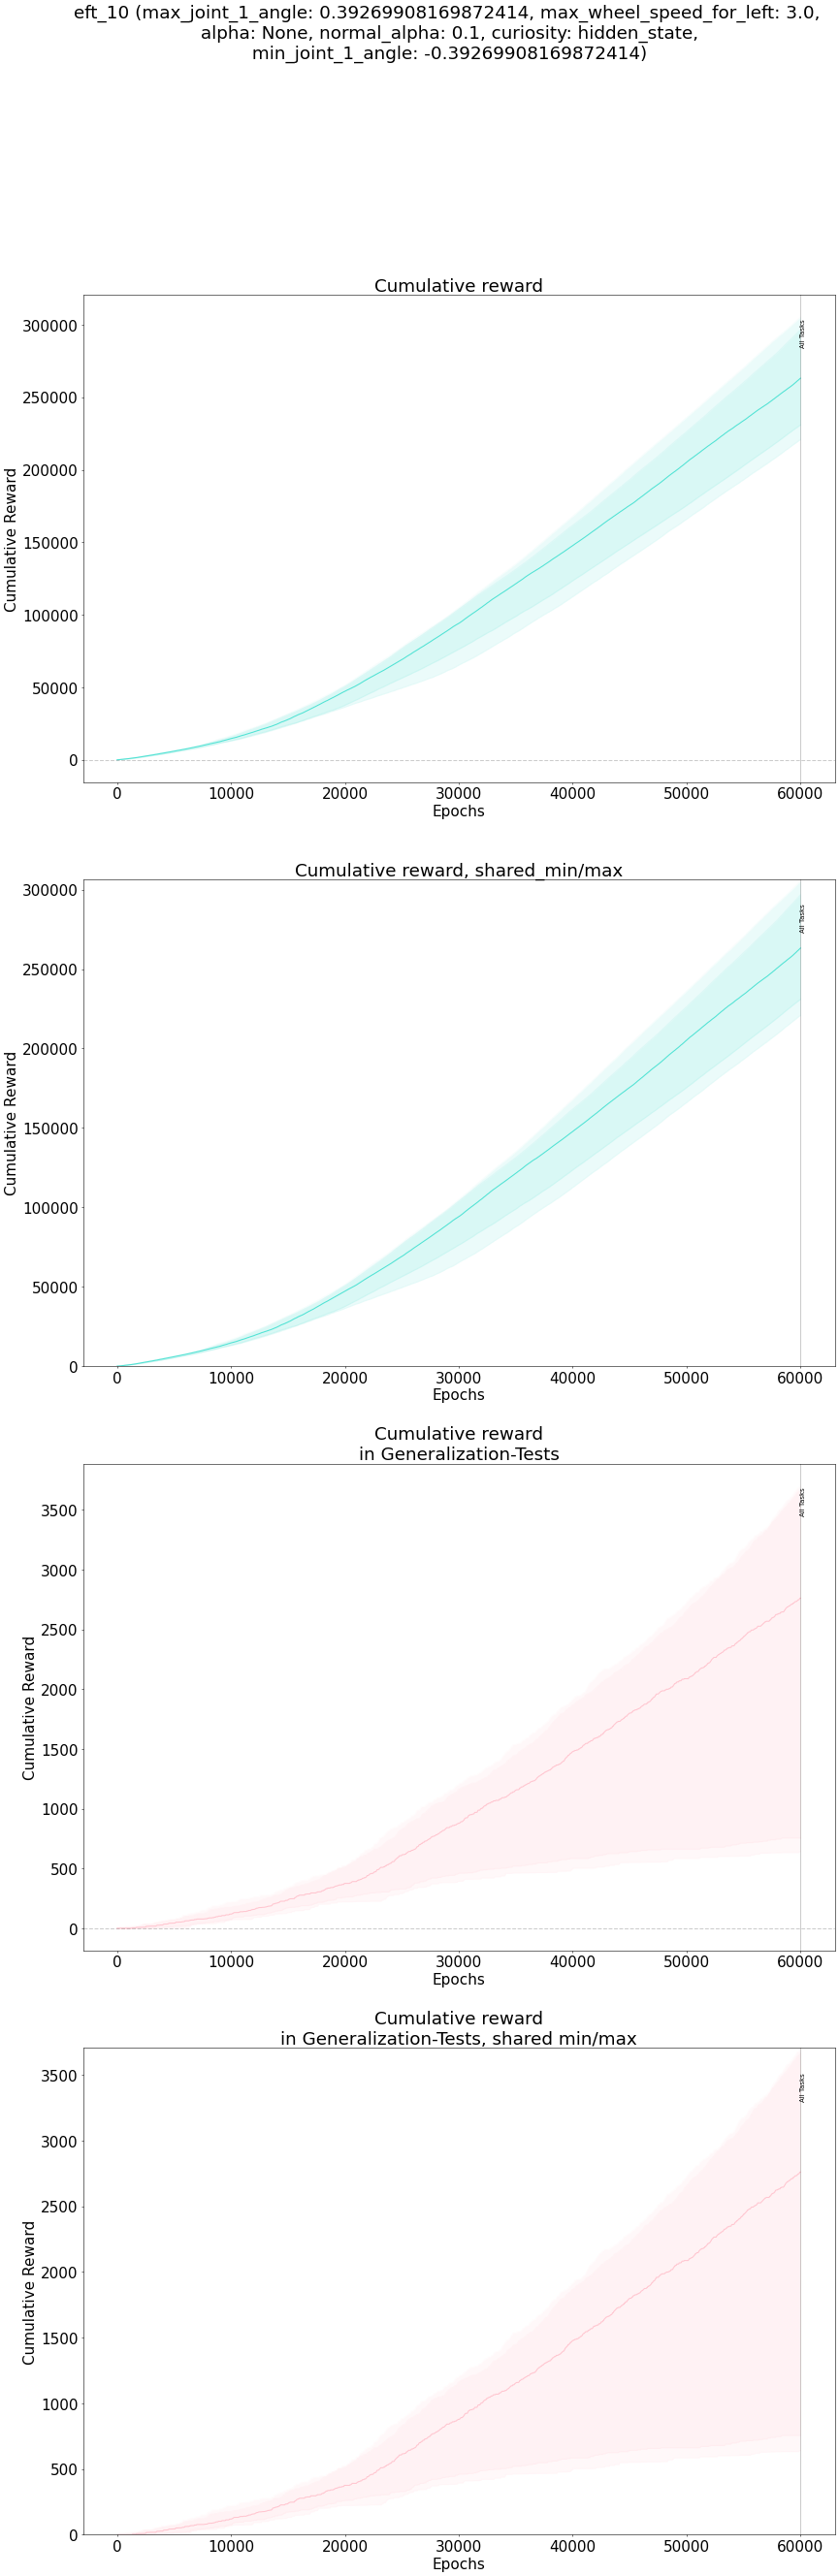 eft_10 (max_joint_1_angle: 0.39269908169872414, max_wheel_speed_for_left: 3.0,
alpha: None, normal_alpha: 0.1, curiosity: hidden_state,
min_joint_1_angle: -0.39269908169872414)
Cumulative reward
300000
250000
200000
150000
100000
50000
0
Cumulative Reward
All Tasks
0 10000 20000 30000 40000 50000 60000
Epochs
Cumulative reward, shared_min/max
300000
250000
200000
150000
100000
50000
0
Cumulative Reward
All Tasks
0 10000 20000 30000 40000 50000 60000
Epochs
Cumulative reward
in Generalization-Tests
3500
3000
2500
2000
1500
1000
500
0
Cumulative Reward
All Tasks
0 10000 20000 30000 40000 50000 60000
Epochs
Cumulative reward
in Generalization-Tests, shared min/max
3500
3000
2500
2000
1500
1000
500
0
Cumulative Reward
All Tasks
0 10000 20000 30000 40000 50000 60000
Epochs